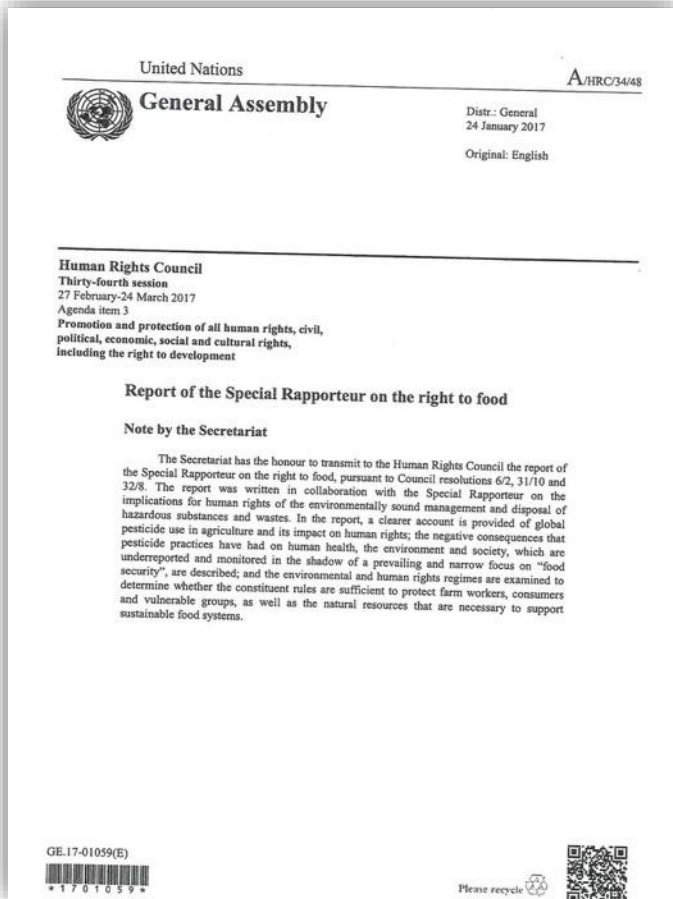 United Nations
A/HRC/34/48
General Assembly
Distr.: General
24 January 2017
Original: English
Human Rights Council
Thirty-fourth session
27 February-24 March 2017
Agenda item 3
Promotion and protection of all human rights, civil,
political, economic, social and cultural rights,
including the right to development
Report of the Special Rapporteur on the right to food
Note by the Secretariat
The Secretariat has the honour to transmit to the Human Rights Council the report of
the Special Rapporteur on the right to food, pursuant to Council resolutions 6/2, 31/10 and
32/8. The report was written in collaboration with the Special Rapporteur on the
implications for human rights of the environmentally sound management and disposal of
hazardous substances and wastes. In the report, a clearer account is provided of global
pesticide use in agriculture and its impact on human rights; the negative consequences that
pesticide practices have had on human health, the environment and society, which are
underreported and monitored in the shadow of a prevailing and narrow focus on “food
security”, are described; and the environmental and human rights regimes are examined to
determine whether the constituent rules are sufficient to protect farm workers, consumers
and vulnerable groups, as well as the natural resources that are necessary to support
sustainable food systems.
GE.17-01059(E)
*1701059*
Please recycle